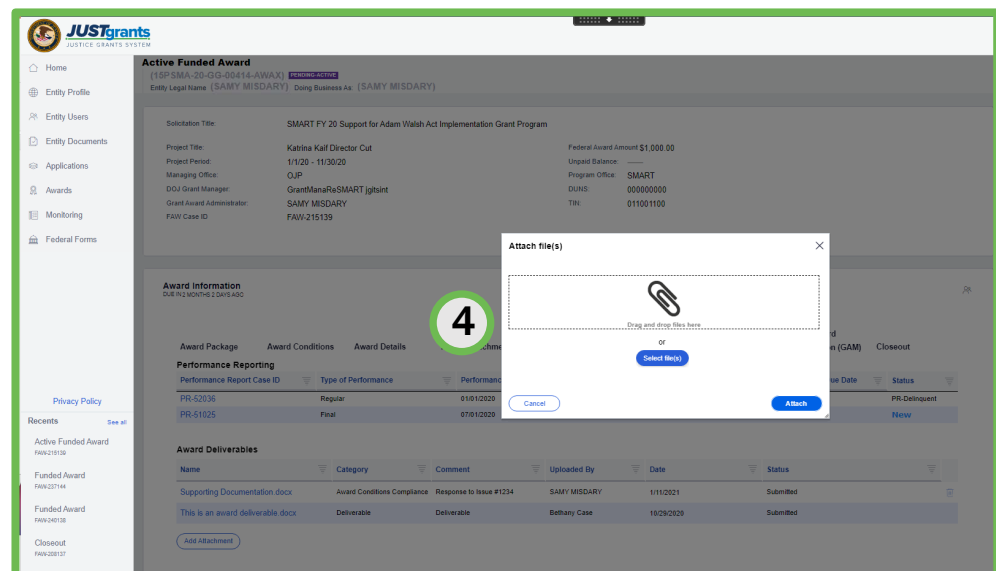 JUSTgrants
JUSTICE GRANTS SYSTEM
Home
Entity Profile
Entity Users
Entity Documents
Applications
Awards
Monitoring
Federal Forms
Privacy Policy
Recents See all
Active Funded Award
FAW-215139
Funded Award
FAW-237144
Funded Award
FAW-240138
Closeout
FAW-208137
Active Funded Award
(15PSMA-20-GG-00414-AWAX) PENDING-ACTIVE
Entity Legal Name (SAMY MISDARY) Doing Business As: (SAMY MISDARY)
Solicitation Title: SMART FY 20 Support for Adam Walsh Act Implementation Grant Program
Project Title: Katrina Kaif Director Cut Federal Award Amount $1,000.00
Project Period: 1/1/20 - 11/30/20 Unpaid Balance: ——
Managing Office: OJP Program Office: SMART
DOJ Grant Manager: GrantManaReSMART jgitsint DUNS: 000000000
Grant Award Administrator: SAMY MISDARY TIN: 011001100
FAW Case ID FAW-215139
Award Information
DUE IN 2 MONTHS 2 DAYS AGO
Award Package Award Conditions Award Details (GAM) Closeout
Performance Reporting
Performance Report Case ID Type of Performance ue Date Status
PR-52036 Regular 01/01/2020 PR-Delinquent
PR-51025 Final 07/01/2020 New
Award Deliverables
Name Category Comment Uploaded By Date Status
Supporting Documentation.docx Award Conditions Compliance Response to Issue #1234 SAMY MISDARY 1/11/2021 Submitted
This is an award deliverable.docx Deliverable Deliverable Bethany Case 10/29/2020 Submitted
Add Attachment
4
Attach file(s)
Drag and drop files here
or
Select file(s)
Cancel Attach